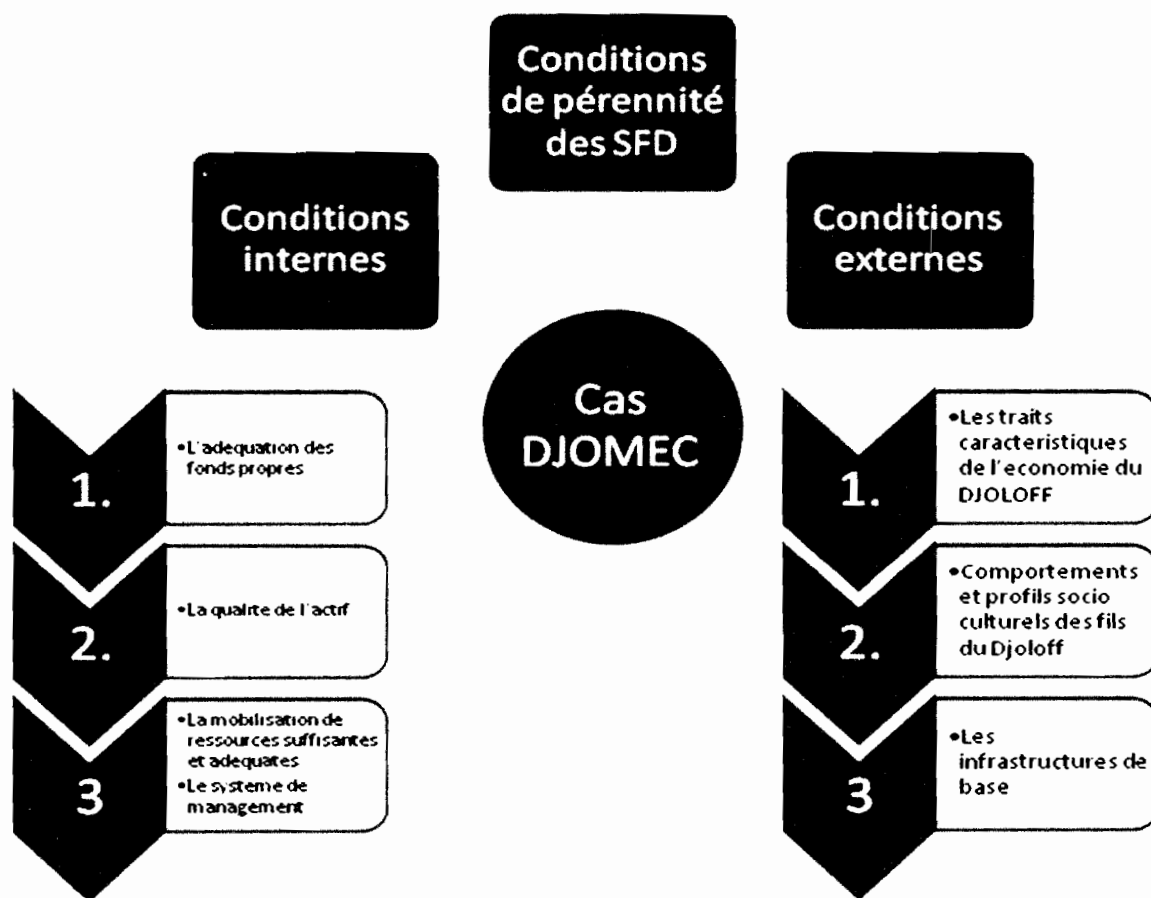 Conditions
de pérennité
des SFD
Conditions
internes
Conditions
externes
Cas
DJOMEC
1.
•L'adequation des
fonds propres
2.
•La qualite de l'actif
3
•La mobilisation de
ressources suffisantes
et adequates
•Le systeme de
management
1.
•Les traits
caracteristiques
de l'economie du
DJOLOFF
2.
•Comportements
et profils socio
culturels des fils
du Djoloff
3
•Les
infrastructures de
base